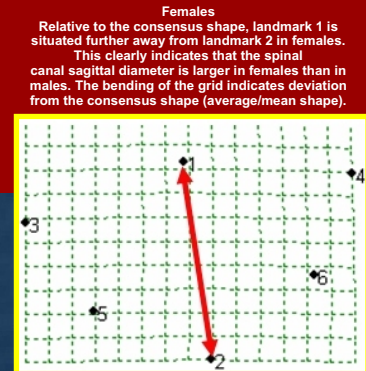 Females
Relative to the consensus shape, landmark 1 is
situated further away from landmark 2 in females.
This clearly indicates that the spinal
canal sagittal diameter is larger in females than in
males. The bending of the grid indicates deviation
from the consensus shape (average/mean shape).
1
4
3
6
5
2